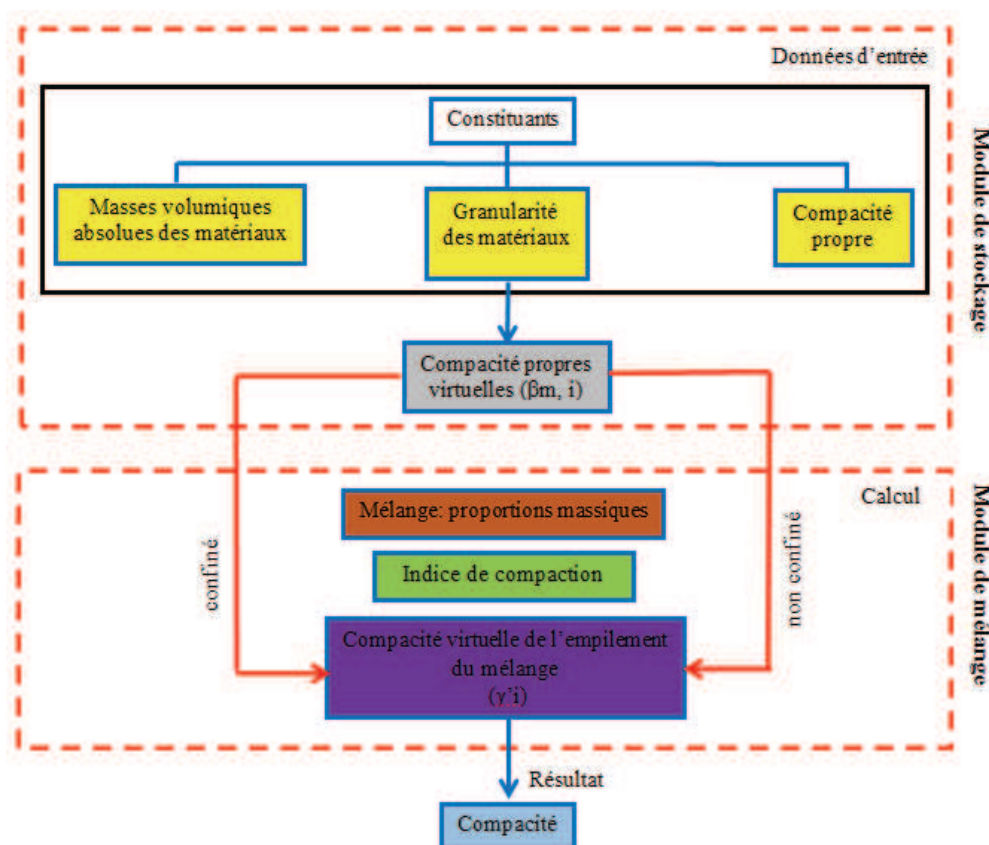 Données d'entrée
Constituants
Masses volumiques
absolues des matériaux
Granularité
des matériaux
Compacité
propre
Module de stockage
Compacité propres
virtuelles (βm, i)
Calcul
Mélange: proportions massiques
Indice de compaction
confiné
non confiné
Compacité virtuelle de l'empilement
du mélange
(γ'i)
Module de mélange
Résultat
Compacité